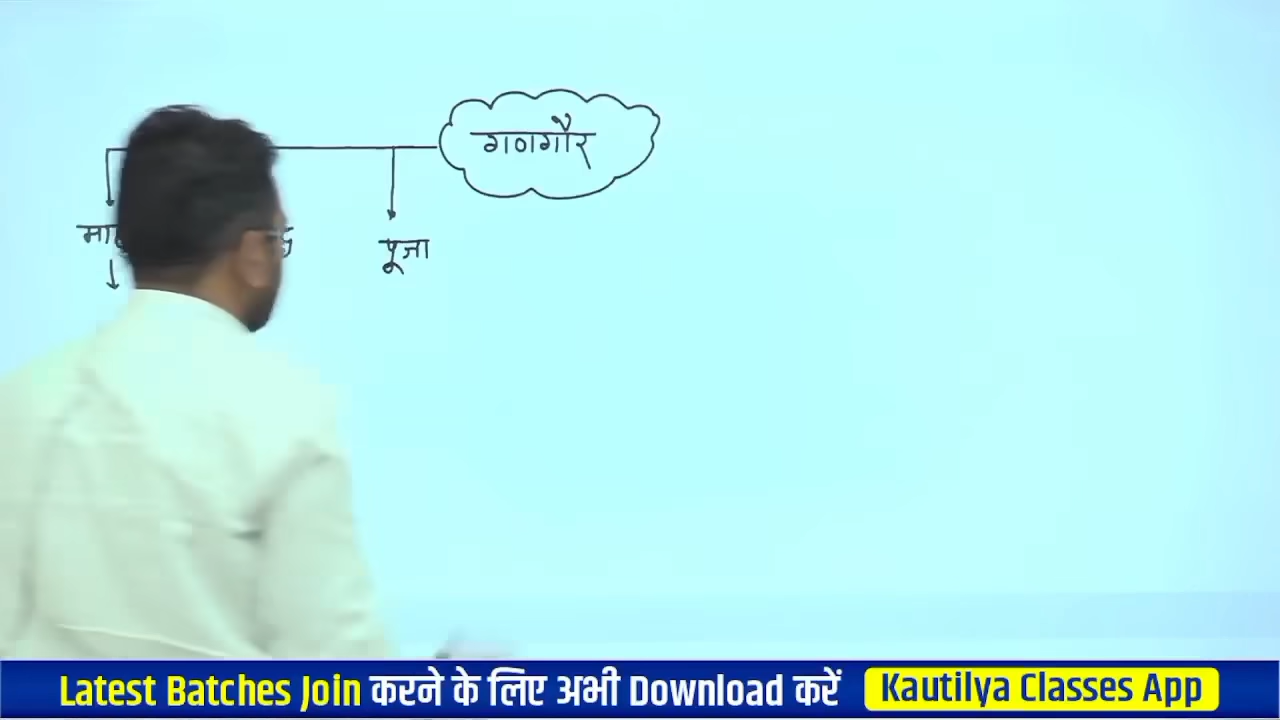 गणगौर
पूजा
Latest Batches Join करने के लिए अभी Download करें Kautilya Classes App